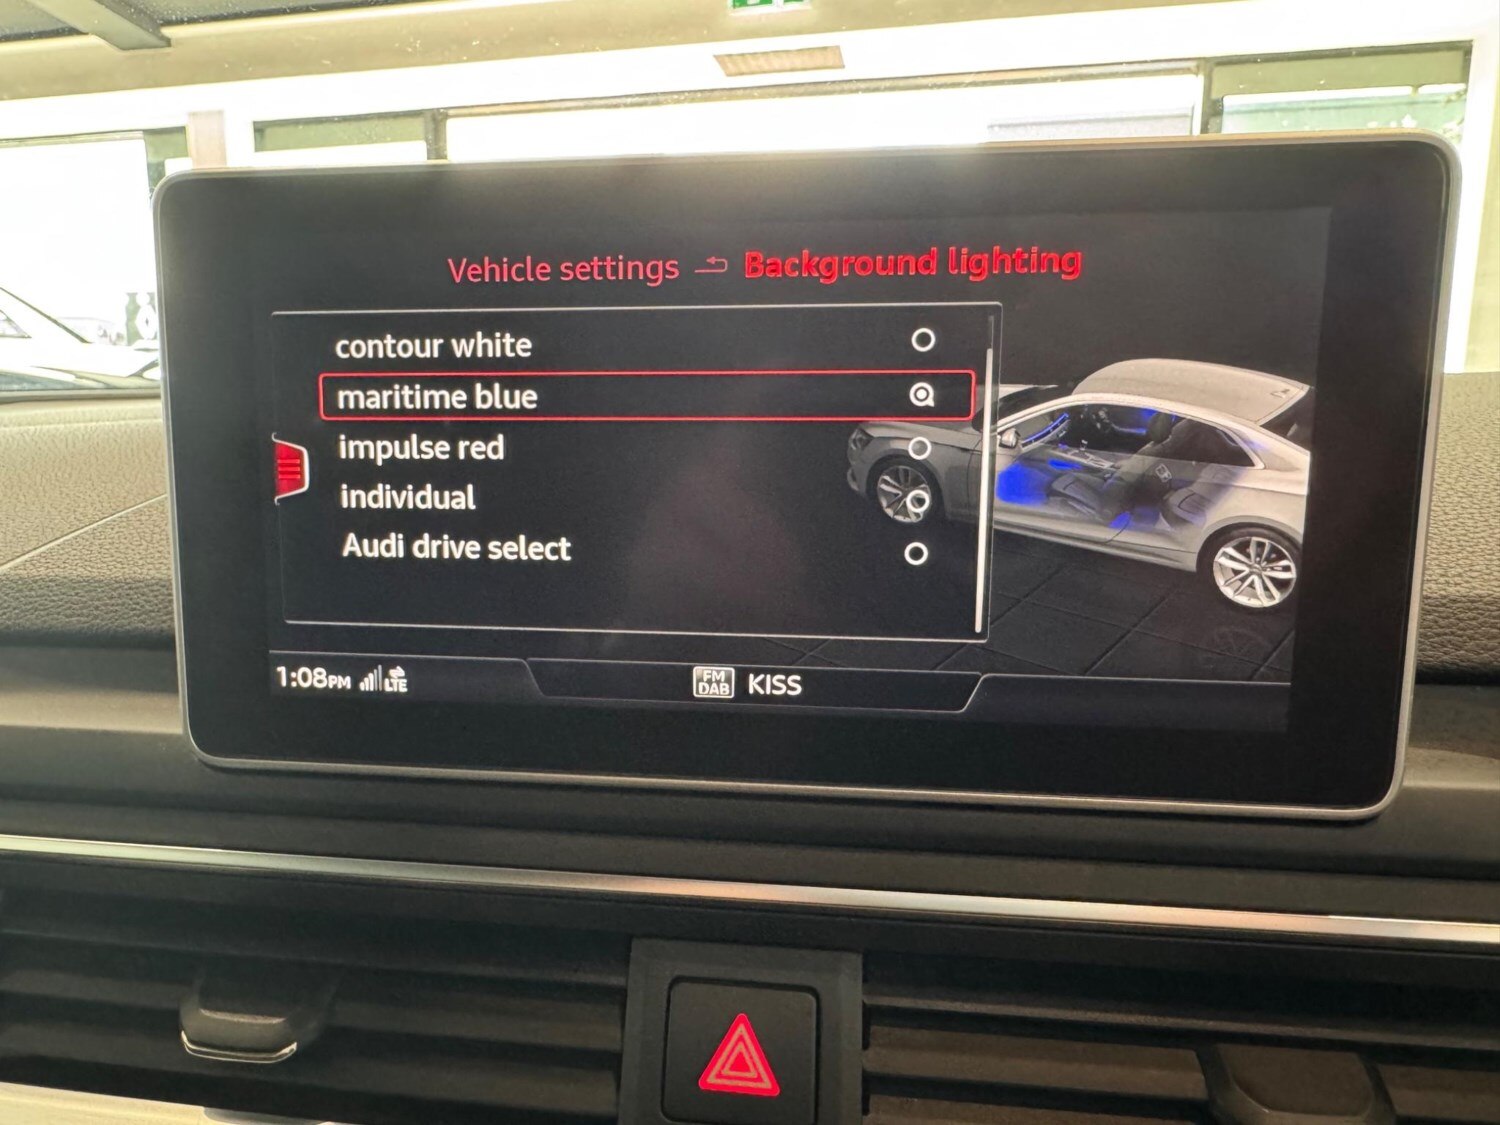 Vehicle settings Background lighting
contour white
maritime blue
impulse red
individual
Audi drive select
1:08PM LTE FM DAB KISS